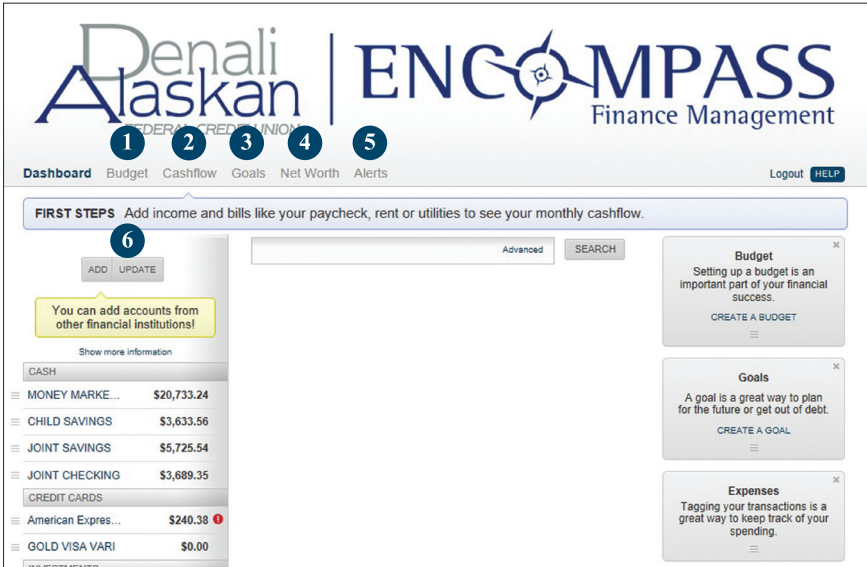 Denali
Alaskan
FEDERAL CREDIT UNION
ENCOMPASS
Finance Management
1 2 3 4 5
Dashboard Budget Cashflow Goals Net Worth Alerts Logout HELP
FIRST STEPS Add income and bills like your paycheck, rent or utilities to see your monthly cashflow.
6
ADD UPDATE
You can add accounts from
other financial institutions!
Show more information
CASH
MONEY MARKE... $20,733.24
CHILD SAVINGS $3,633.56
JOINT SAVINGS $5,725.54
JOINT CHECKING $3,689.35
CREDIT CARDS
American Expres... $240.38
GOLD VISA VARI $0.00
INVESTMENTS
Advanced SEARCH
Budget
Setting up a budget is an
important part of your financial
success.
CREATE A BUDGET
Goals
A goal is a great way to plan
for the future or get out of debt.
CREATE A GOAL
Expenses
Tagging your transactions is a
great way to keep track of your
spending.